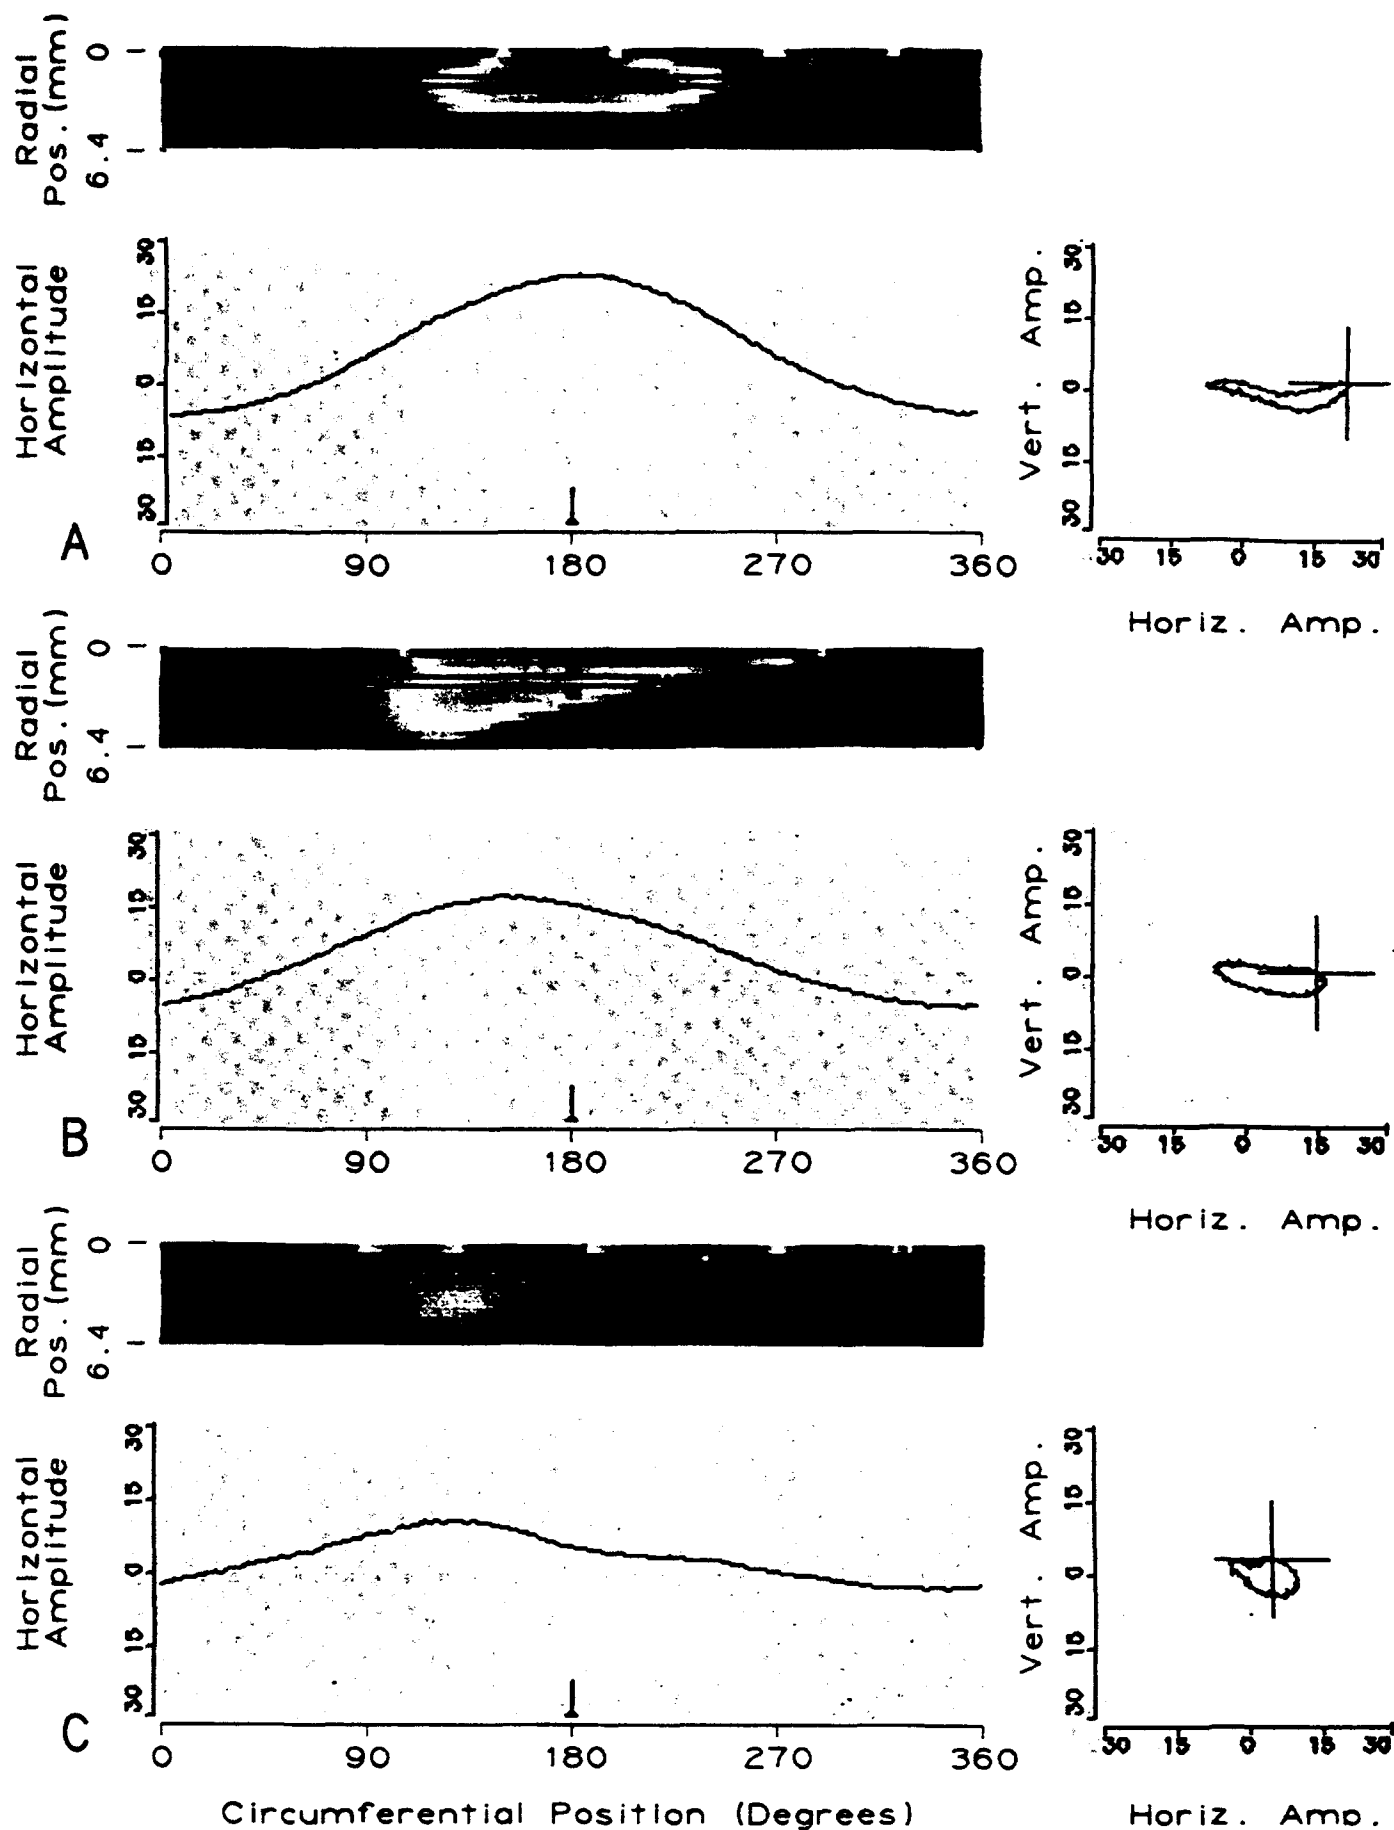 Radial
Pos.(mm)
0
6.4
Horizontal
Amplitude
30
15
0
15
30
A
0 90 180 270 360
Vert. Amp.
30
15
0
15
30
30 15 0 15 30
Horiz. Amp.
Radial
Pos.(mm)
0
6.4
Horizontal
Amplitude
30
15
0
15
30
B
0 90 180 270 360
Vert. Amp.
30
15
0
15
30
30 15 0 15 30
Horiz. Amp.
Radial
Pos.(mm)
0
6.4
Horizontal
Amplitude
30
15
0
15
30
C
0 90 180 270 360
Circumferential Position (Degrees)
Vert. Amp.
30
15
0
15
30
30 15 0 15 30
Horiz. Amp.